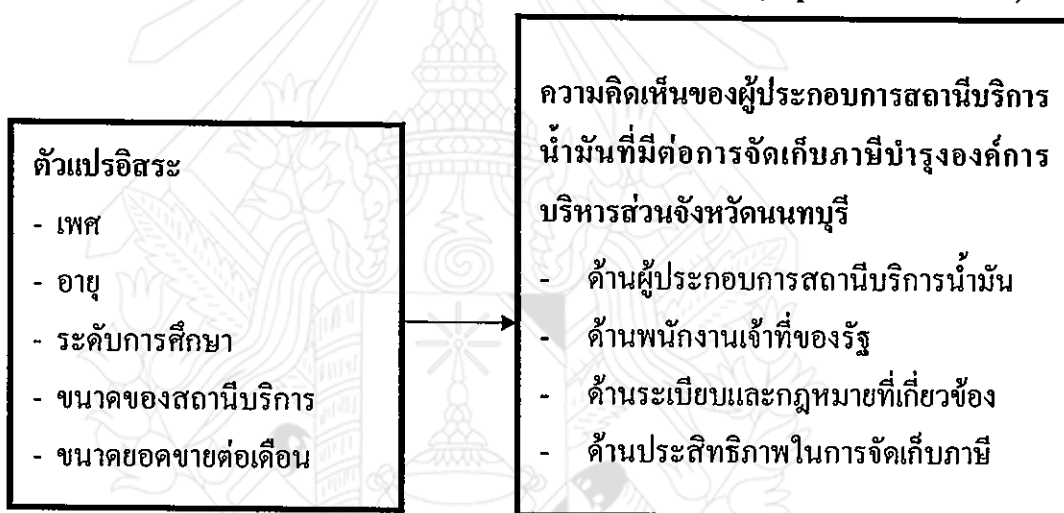 ความคิดเห็นของผู้ประกอบการสถานีบริการ
น้ำมันที่มีต่อการจัดเก็บภาษีบำรุงองค์การ
บริหารส่วนจังหวัดนนทบุรี
- ด้านผู้ประกอบการสถานีบริการน้ำมัน
- ด้านพนักงานเจ้าที่ของรัฐ
- ด้านระเบียบและกฎหมายที่เกี่ยวข้อง
- ด้านประสิทธิภาพในการจัดเก็บภาษี
ตัวแปรอิสระ
- เพศ
- อายุ
- ระดับการศึกษา
- ขนาดของสถานีบริการ
- ขนาดยอดขายต่อเดือน